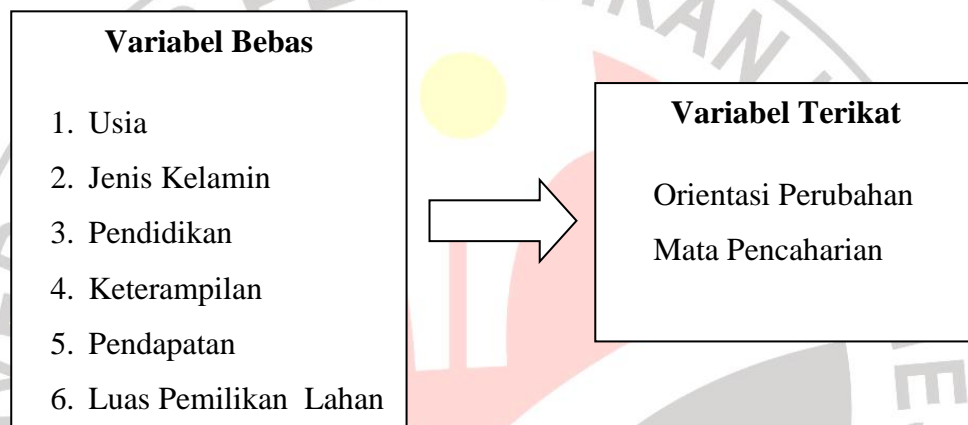 Variabel Bebas
1. Usia
2. Jenis Kelamin
3. Pendidikan
4. Keterampilan
5. Pendapatan
6. Luas Pemilikan Lahan
Variabel Terikat
Orientasi Perubahan
Mata Pencaharian